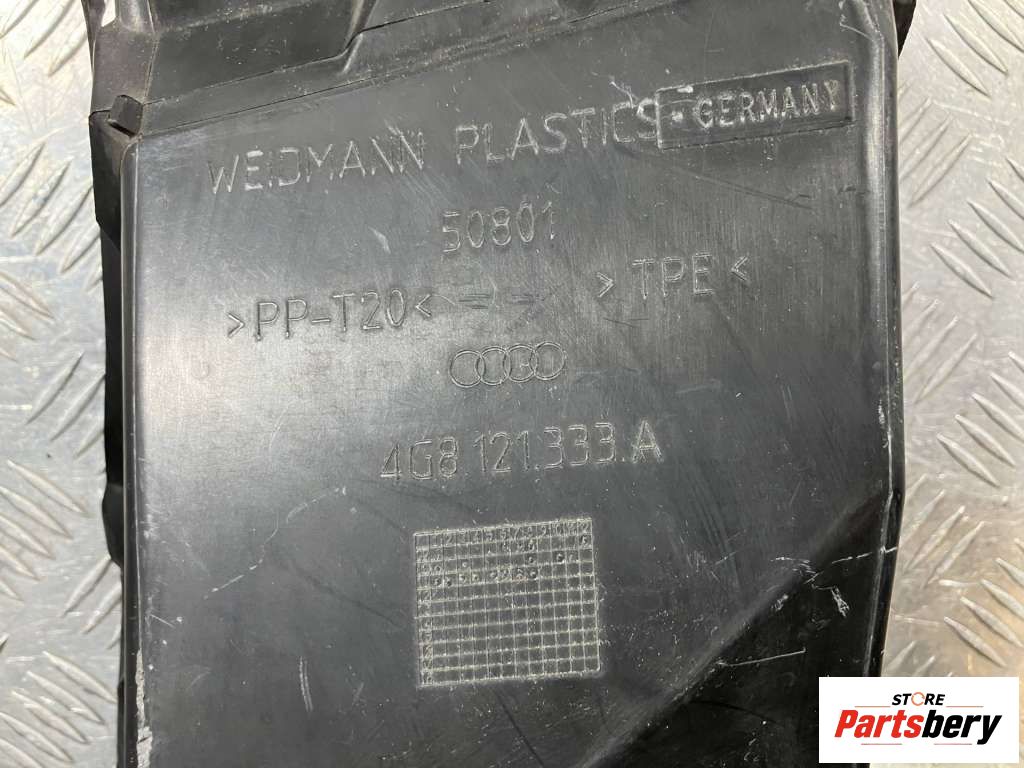 WEIDMANN PLASTICS - GERMANY
50801
>PP-T20< >TPE<
4G8 121.333.A
STORE
Partsbery